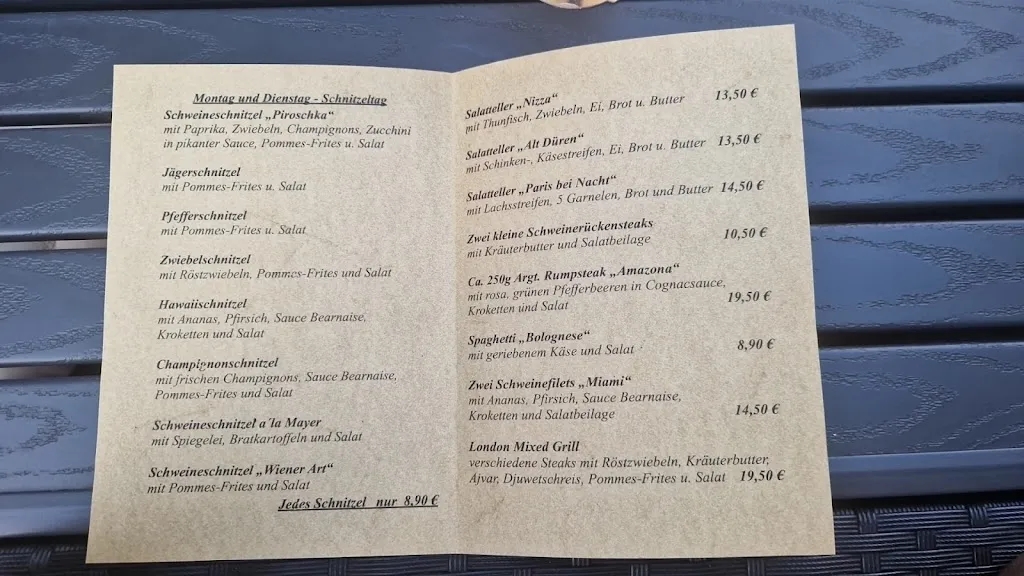 Montag und Dienstag - Schnitzeltag
Schweineschnitzel „Piroschka“
mit Paprika, Zwiebeln, Champignons, Zucchini
in pikanter Sauce, Pommes-Frites u. Salat
Jägerschnitzel
mit Pommes-Frites u. Salat
Pfefferschnitzel
mit Pommes-Frites u. Salat
Zwiebelschnitzel
mit Röstzwiebeln, Pommes-Frites und Salat
Hawaiischnitzel
mit Ananas, Pfirsich, Sauce Bearnaise,
Kroketten und Salat
Champignonschnitzel
mit frischen Champignons, Sauce Bearnaise,
Pommes-Frites und Salat
Schweineschnitzel a´la Mayer
mit Spiegelei, Bratkartoffeln und Salat
Schweineschnitzel „Wiener Art“
mit Pommes-Frites und Salat
Jedes Schnitzel nur 8,90 €
Salatteller „Nizza“
mit Thunfisch, Zwiebeln, Ei, Brot u. Butter 13,50 €
Salatteller „Alt Düren“
mit Schinken-, Käsestreifen, Ei, Brot u. Butter 13,50 €
Salatteller „Paris bei Nacht“
mit Lachsstreifen, 5 Garnelen, Brot und Butter 14,50 €
Zwei kleine Schweinerückensteaks
mit Kräuterbutter und Salatbeilage 10,50 €
Ca. 250g Argt. Rumpsteak „Amazona“
mit rosa. grünen Pfefferbeeren in Cognacsauce,
Kroketten und Salat 19,50 €
Spaghetti „Bolognese“
mit geriebenem Käse und Salat 8,90 €
Zwei Schweinefilets „Miami“
mit Ananas, Pfirsich, Sauce Bearnaise,
Kroketten und Salatbeilage 14,50 €
London Mixed Grill
verschiedene Steaks mit Röstzwiebeln, Kräuterbutter,
Ajvar, Djuwetschreis, Pommes-Frites u. Salat 19,50 €